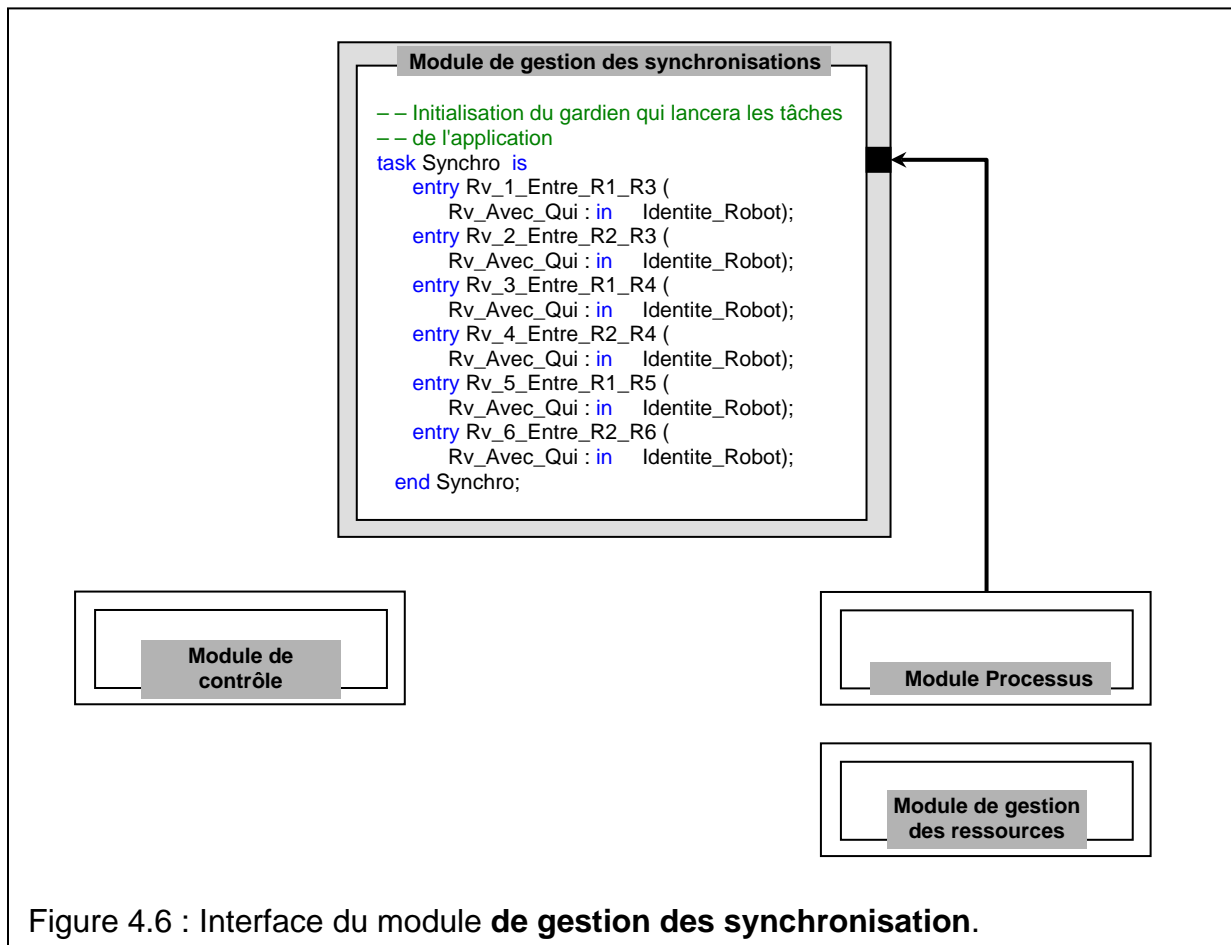 Module de gestion des synchronisations
– – Initialisation du gardien qui lancera les tâches
– – de l'application
task Synchro is
entry Rv_1_Entre_R1_R3 (
Rv_Avec_Qui : in Identite_Robot);
entry Rv_2_Entre_R2_R3 (
Rv_Avec_Qui : in Identite_Robot);
entry Rv_3_Entre_R1_R4 (
Rv_Avec_Qui : in Identite_Robot);
entry Rv_4_Entre_R2_R4 (
Rv_Avec_Qui : in Identite_Robot);
entry Rv_5_Entre_R1_R5 (
Rv_Avec_Qui : in Identite_Robot);
entry Rv_6_Entre_R2_R6 (
Rv_Avec_Qui : in Identite_Robot);
end Synchro;
Module de
contrôle
Module Processus
Module de gestion
des ressources
Figure 4.6 : Interface du module de gestion des synchronisation.